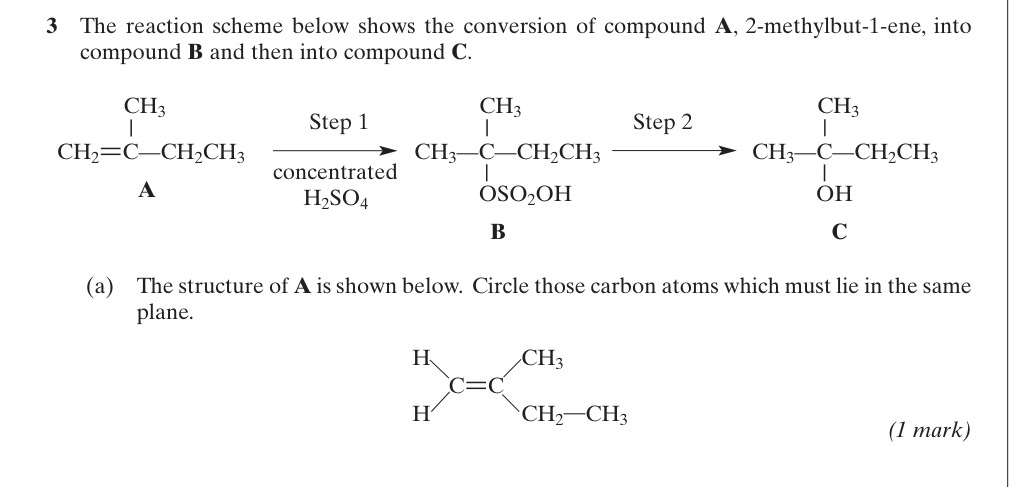 3 The reaction scheme below shows the conversion of compound A, 2-methylbut-1-ene, into
compound B and then into compound C.
CH₃ CH₃ CH₃
Step 1 Step 2
CH₂=C—CH₂CH₃ CH₃—C—CH₂CH₃ CH₃—C—CH₂CH₃
concentrated
A H₂SO₄ OSO₂OH OH
B C
(a) The structure of A is shown below. Circle those carbon atoms which must lie in the same
plane.
H CH₃
C=C
H CH₂—CH₃
(1 mark)